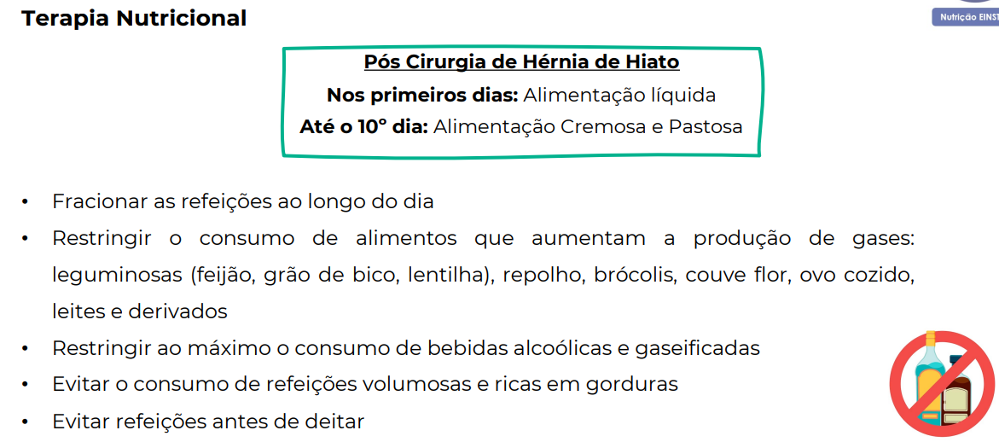 Terapia Nutricional
Nutrição EINST
Pós Cirurgia de Hérnia de Hiato
Nos primeiros dias: Alimentação líquida
Até o 10º dia: Alimentação Cremosa e Pastosa
• Fracionar as refeições ao longo do dia
• Restringir o consumo de alimentos que aumentam a produção de gases:
leguminosas (feijão, grão de bico, lentilha), repolho, brócolis, couve flor, ovo cozido,
leites e derivados
• Restringir ao máximo o consumo de bebidas alcoólicas e gaseificadas
• Evitar o consumo de refeições volumosas e ricas em gorduras
• Evitar refeições antes de deitar